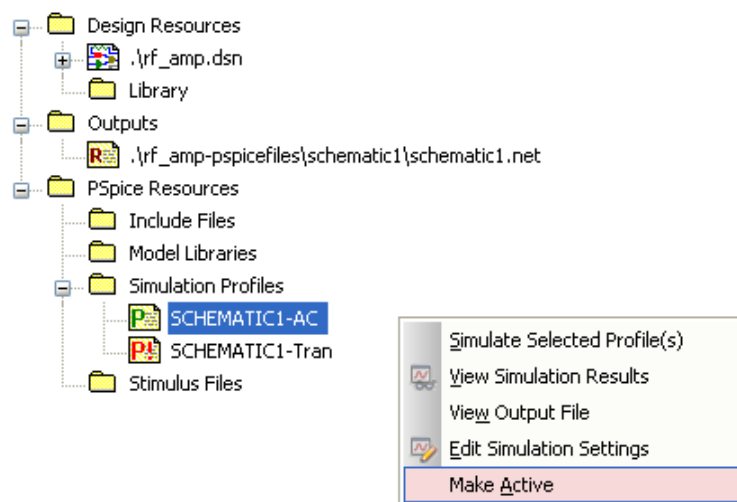 Design Resources
.\rf_amp.dsn
Library
Outputs
.\rf_amp-pspicefiles\schematic1\schematic1.net
PSpice Resources
Include Files
Model Libraries
Simulation Profiles
SCHEMATIC1-AC
SCHEMATIC1-Tran
Stimulus Files
Simulate Selected Profile(s)
View Simulation Results
View Output File
Edit Simulation Settings
Make Active